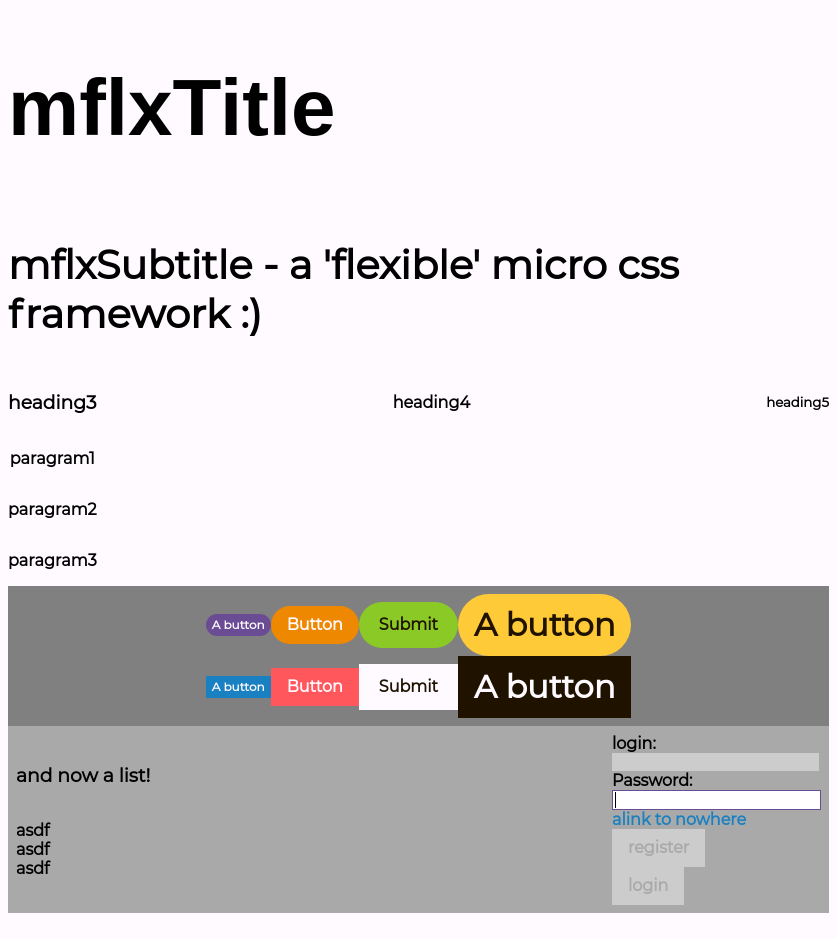 mflxTitle
mflxSubtitle - a 'flexible' micro css
framework :)
heading3 heading4 heading5
paragram1
paragram2
paragram3
A button Button Submit A button
A button Button Submit A button
and now a list!
asdf
asdf
asdf
login:
Password:
alink to nowhere
register
login